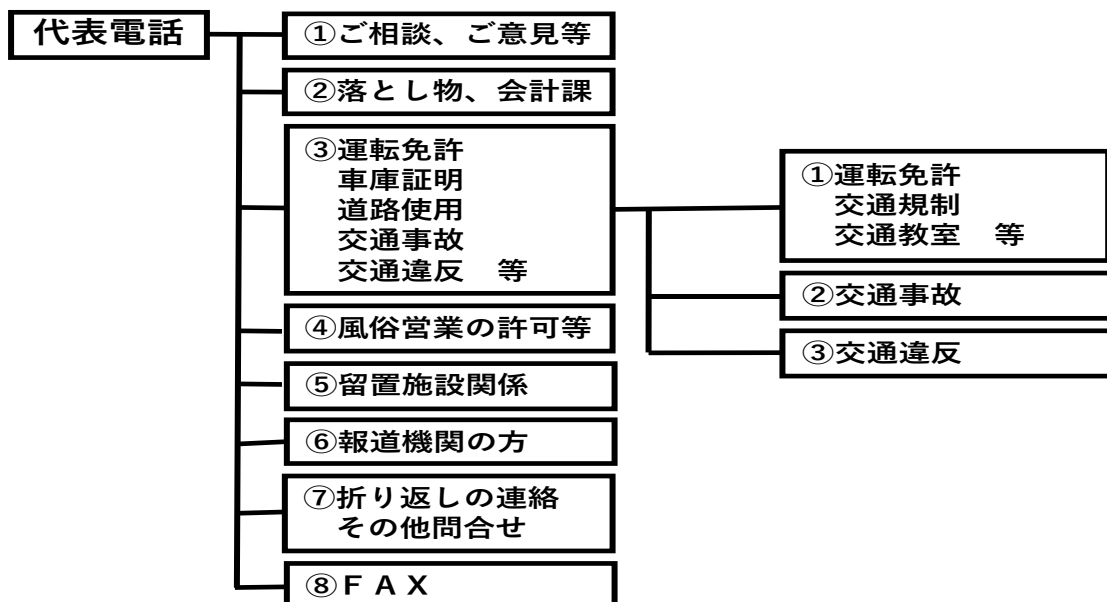 代表電話
①ご相談、ご意見等
②落とし物、会計課
③運転免許
車庫証明
道路使用
交通事故
交通違反　等
④風俗営業の許可等
⑤留置施設関係
⑥報道機関の方
⑦折り返しの連絡
その他問合せ
⑧ＦＡＸ
①運転免許
交通規制
交通教室　等
②交通事故
③交通違反